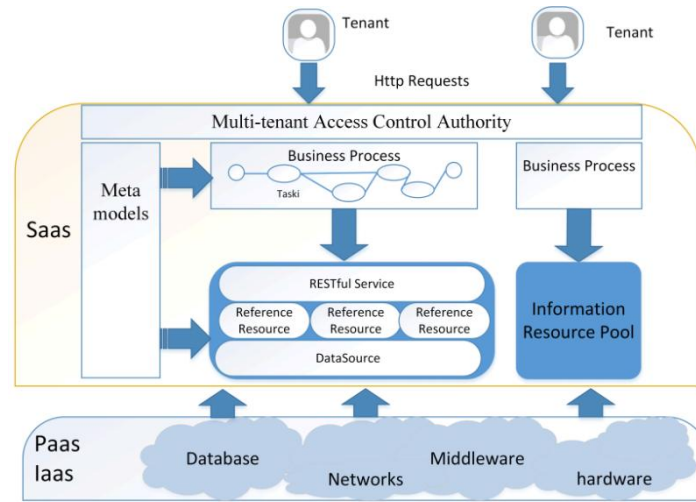 Tenant
Tenant
Http Requests
Multi-tenant Access Control Authority
Saas
Meta
models
Business Process
Taski
Business Process
RESTful Service
Reference
Resource
Reference
Resource
Reference
Resource
DataSource
Information
Resource Pool
Paas
Iaas
Database
Networks
Middleware
hardware